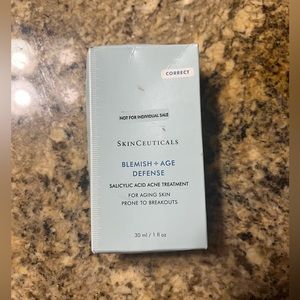 CORRECT
NOT FOR INDIVIDUAL SALE
SKINCEUTICALS
BLEMISH + AGE
DEFENSE
SALICYLIC ACID ACNE TREATMENT
FOR AGING SKIN
PRONE TO BREAKOUTS
30 ml / 1 fl oz